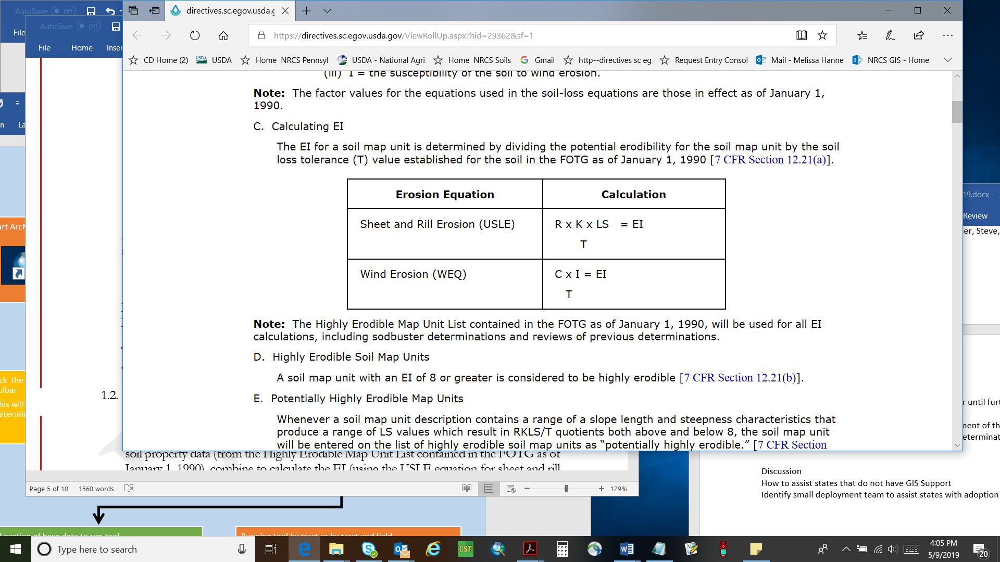 AutoSave Off
File
AutoSave Off
File Home Inser
directives.sc.egov.usda.g
https://directives.sc.egov.usda.gov/ViewRollUp.aspx?hid=29362&sf=1
CD Home (2) USDA Home NRCS Pennsyl USDA - National Agri Home NRCS Soils Gmail http--directives sc eg Request Entry Consol Mail - Melissa Hanne NRCS GIS - Home
(iii) I = the susceptibility of the soil to wind erosion.
Note: The factor values for the equations used in the soil-loss equations are those in effect as of January 1,
1990.
C. Calculating EI
The EI for a soil map unit is determined by dividing the potential erodibility for the soil map unit by the soil
loss tolerance (T) value established for the soil in the FOTG as of January 1, 1990 [7 CFR Section 12.21(a)].
Erosion Equation Calculation
Sheet and Rill Erosion (USLE) R x K x LS = EI
T
Wind Erosion (WEQ) C x I = EI
T
Note: The Highly Erodible Map Unit List contained in the FOTG as of January 1, 1990, will be used for all EI
calculations, including sodbuster determinations and reviews of previous determinations.
D. Highly Erodible Soil Map Units
A soil map unit with an EI of 8 or greater is considered to be highly erodible [7 CFR Section 12.21(b)].
E. Potentially Highly Erodible Map Units
Whenever a soil map unit description contains a range of a slope length and steepness characteristics that
produce a range of LS values which result in RKLS/T quotients both above and below 8, the soil map unit
will be entered on the list of highly erodible soil map units as “potentially highly erodible.” [7 CFR Section
n La
art ArcM
ck the
olbar
his will
etermin
1.2.
soil property data (from the Highly Erodible Map Unit List contained in the FOTG as of
January 1, 1990), combine to calculate the EI (using the USLE equation for sheet and rill
Page 5 of 10 1560 words 129%
Location of base data to run tool
Running tool by tract or by tract and field
19.docx -
Review
er, Steve,
r until furt
ment of th
eterminat
Discussion
How to assist states that do not have GIS Support
Identify small deployment team to assist states with adoption
Type here to search
CST
4:05 PM
5/9/2019
20